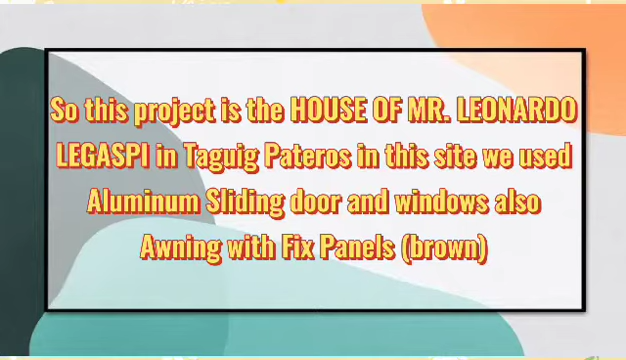 So this project is the HOUSE OF MR. LEONARDO
LEGASPI in Taguig Pateros in this site we used
Aluminum Sliding door and windows also
Awning with Fix Panels (brown)